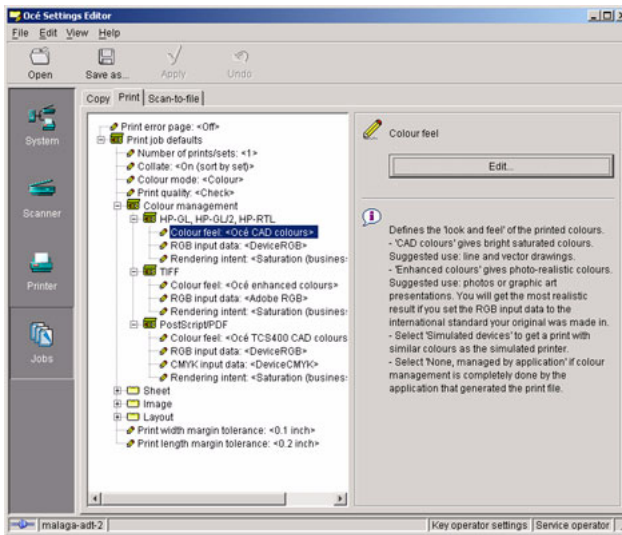 Océ Settings Editor
File Edit View Help
Open Save as... Apply Undo
System
Scanner
Printer
Jobs
Copy Print Scan-to-file
Print error page: <Off>
Print job defaults
Number of prints/sets: <1>
Collate: <On (sort by set)>
Colour mode: <Colour>
Print quality: <Check>
Colour management
HP-GL, HP-GL/2, HP-RTL
Colour feel: <Océ CAD colours>
RGB input data: <DeviceRGB>
Rendering intent: <Saturation (busines
TIFF
Colour feel: <Océ enhanced colours>
RGB input data: <Adobe RGB>
Rendering intent: <Saturation (busines
PostScript/PDF
Colour feel: <Océ TCS400 CAD colours
RGB input data: <DeviceRGB>
CMYK input data: <DeviceCMYK>
Rendering intent: <Saturation (busines
Sheet
Image
Layout
Print width margin tolerance: <0.1 inch>
Print length margin tolerance: <0.2 inch>
Colour feel
Edit...
Defines the 'look and feel' of the printed colours.
- 'CAD colours' gives bright saturated colours.
Suggested use: line and vector drawings.
- 'Enhanced colours' gives photo-realistic colours.
Suggested use: photos or graphic art
presentations. You will get the most realistic
result if you set the RGB input data to the
international standard your original was made in.
- Select 'Simulated devices' to get a print with
similar colours as the simulated printer.
- Select 'None, managed by application' if colour
management is completely done by the
application that generated the print file.
malaga-adt-2
Key operator settings Service operator